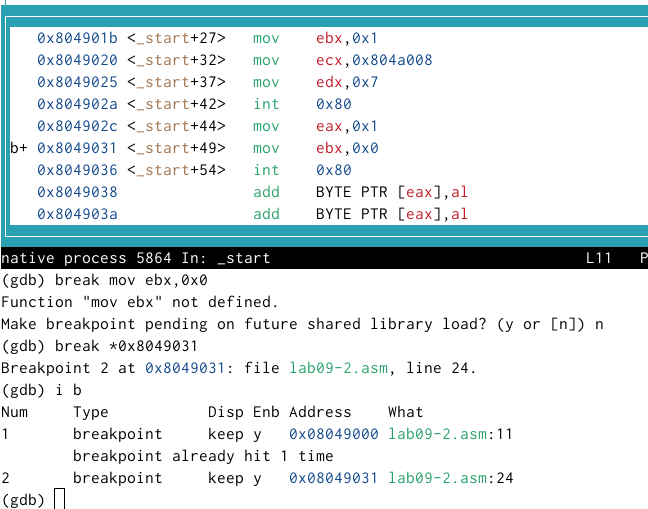 0x804901b <_start+27> mov ebx,0x1
0x8049020 <_start+32> mov ecx,0x804a008
0x8049025 <_start+37> mov edx,0x7
0x804902a <_start+42> int 0x80
0x804902c <_start+44> mov eax,0x1
b+ 0x8049031 <_start+49> mov ebx,0x0
0x8049036 <_start+54> int 0x80
0x8049038 add BYTE PTR [eax],al
0x804903a add BYTE PTR [eax],al
native process 5864 In: _start L11 P
(gdb) break mov ebx,0x0
Function "mov ebx" not defined.
Make breakpoint pending on future shared library load? (y or [n]) n
(gdb) break *0x8049031
Breakpoint 2 at 0x8049031: file lab09-2.asm, line 24.
(gdb) i b
Num Type Disp Enb Address What
1 breakpoint keep y 0x08049000 lab09-2.asm:11
breakpoint already hit 1 time
2 breakpoint keep y 0x08049031 lab09-2.asm:24
(gdb)